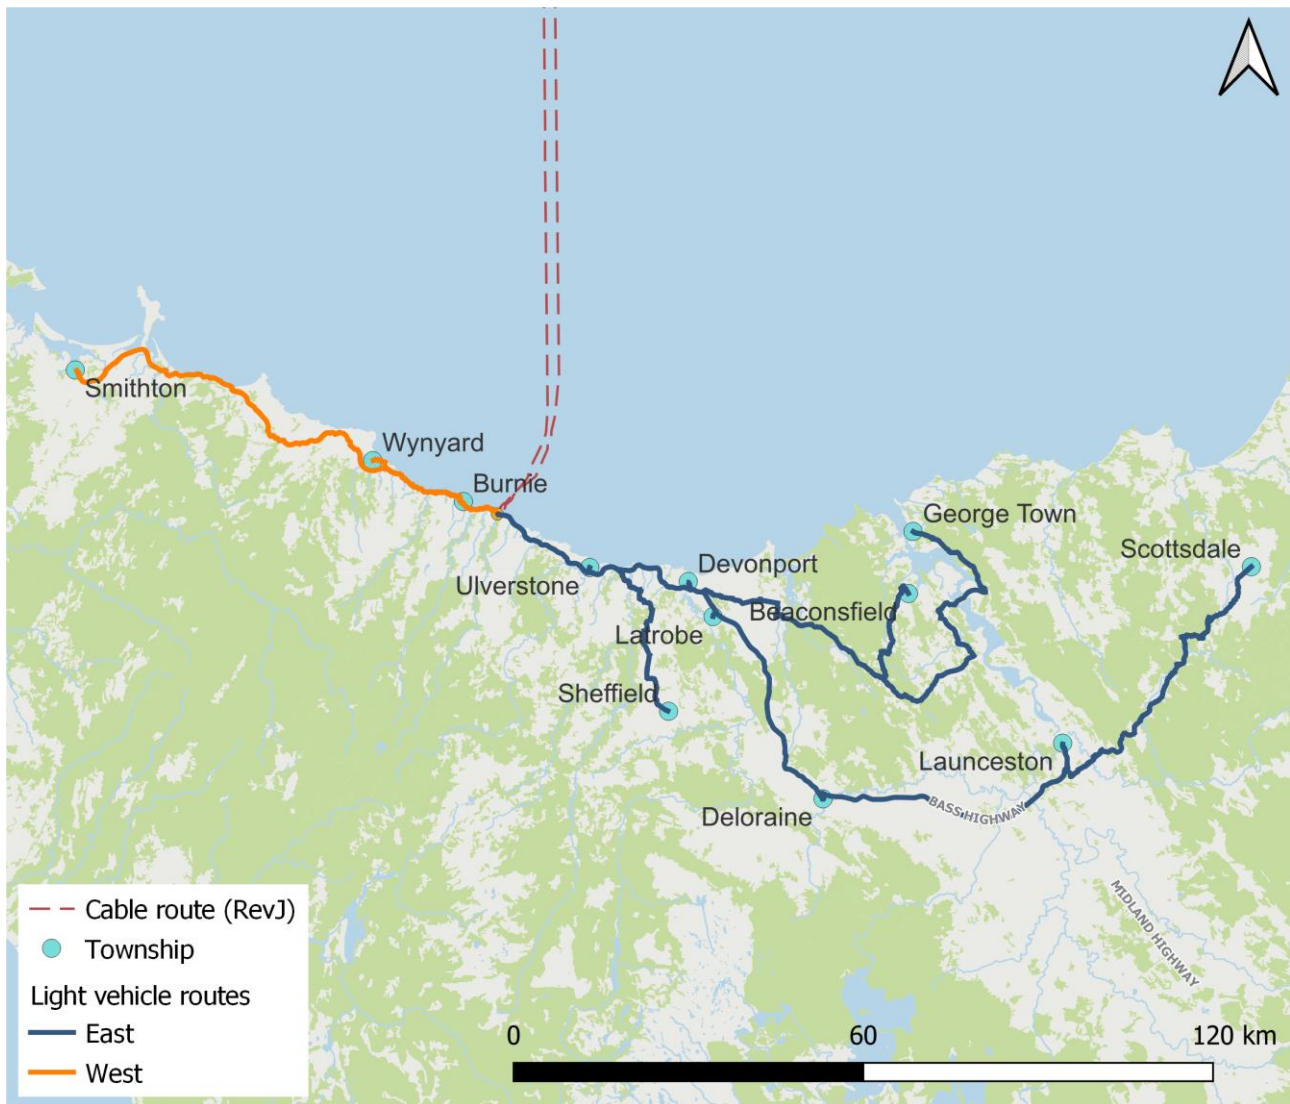 Smithton
Wynyard
Burnie
George Town
Scottsdale
Ulverstone
Devonport
Beaconsfield
Latrobe
Sheffield
Launceston
Deloraine
BASS HIGHWAY
MIDLAND HIGHWAY
Cable route (RevJ)
Township
Light vehicle routes
East
West
0 60 120 km